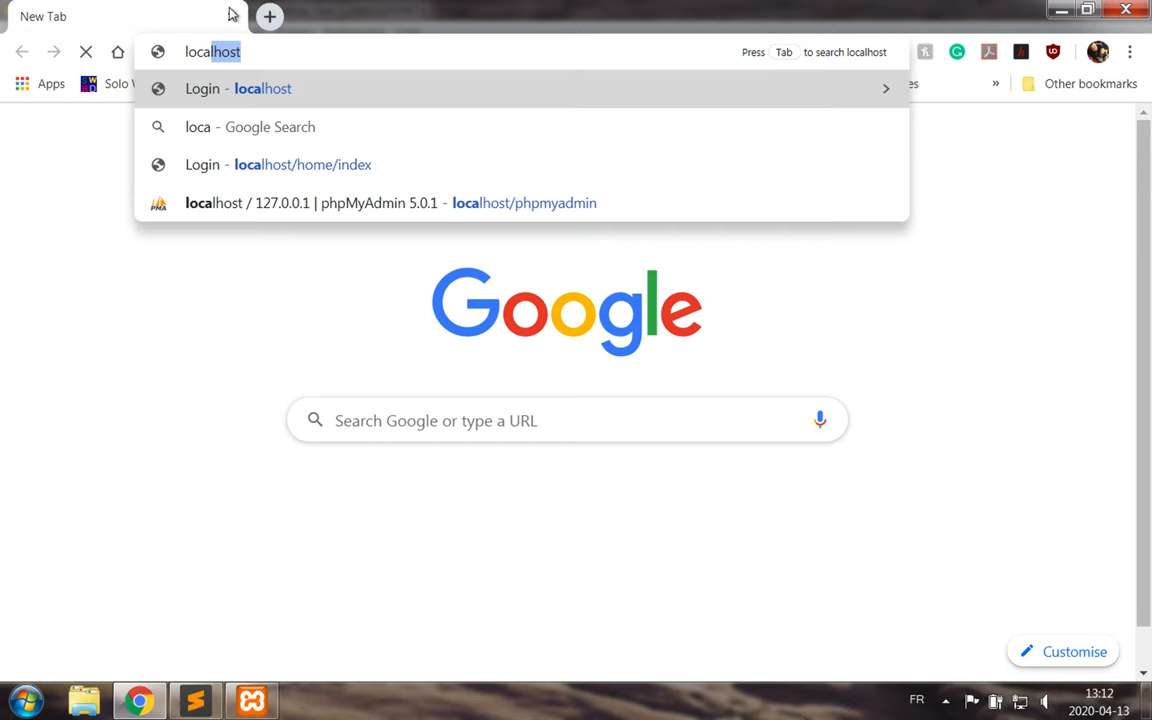 New Tab
localhost
Press Tab to search localhost
Apps
Solo
es
»
Other bookmarks
Login - localhost
loca - Google Search
Login - localhost/home/index
localhost / 127.0.0.1 | phpMyAdmin 5.0.1 - localhost/phpmyadmin
Google
Search Google or type a URL
Customise
FR
13:12
2020-04-13